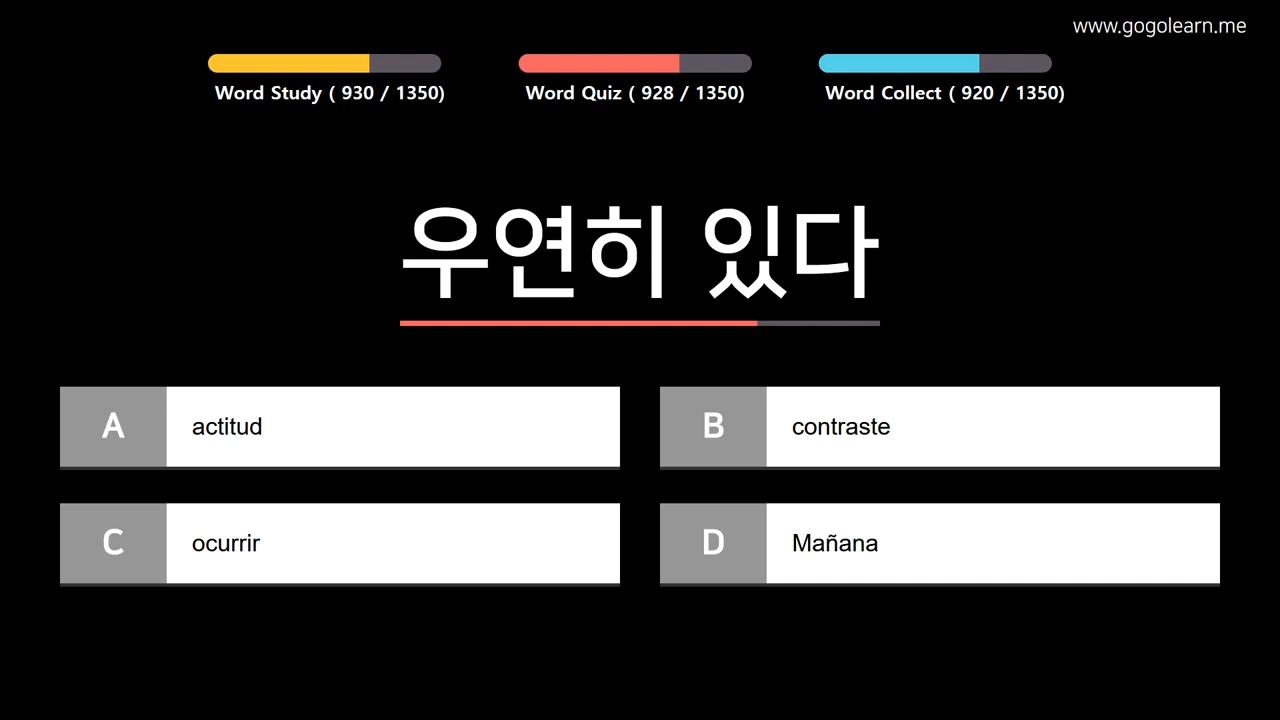 www.gogolearn.me
Word Study ( 930 / 1350)
Word Quiz ( 928 / 1350)
Word Collect ( 920 / 1350)
우연히 있다
A actitud
B contraste
C ocurrir
D Mañana